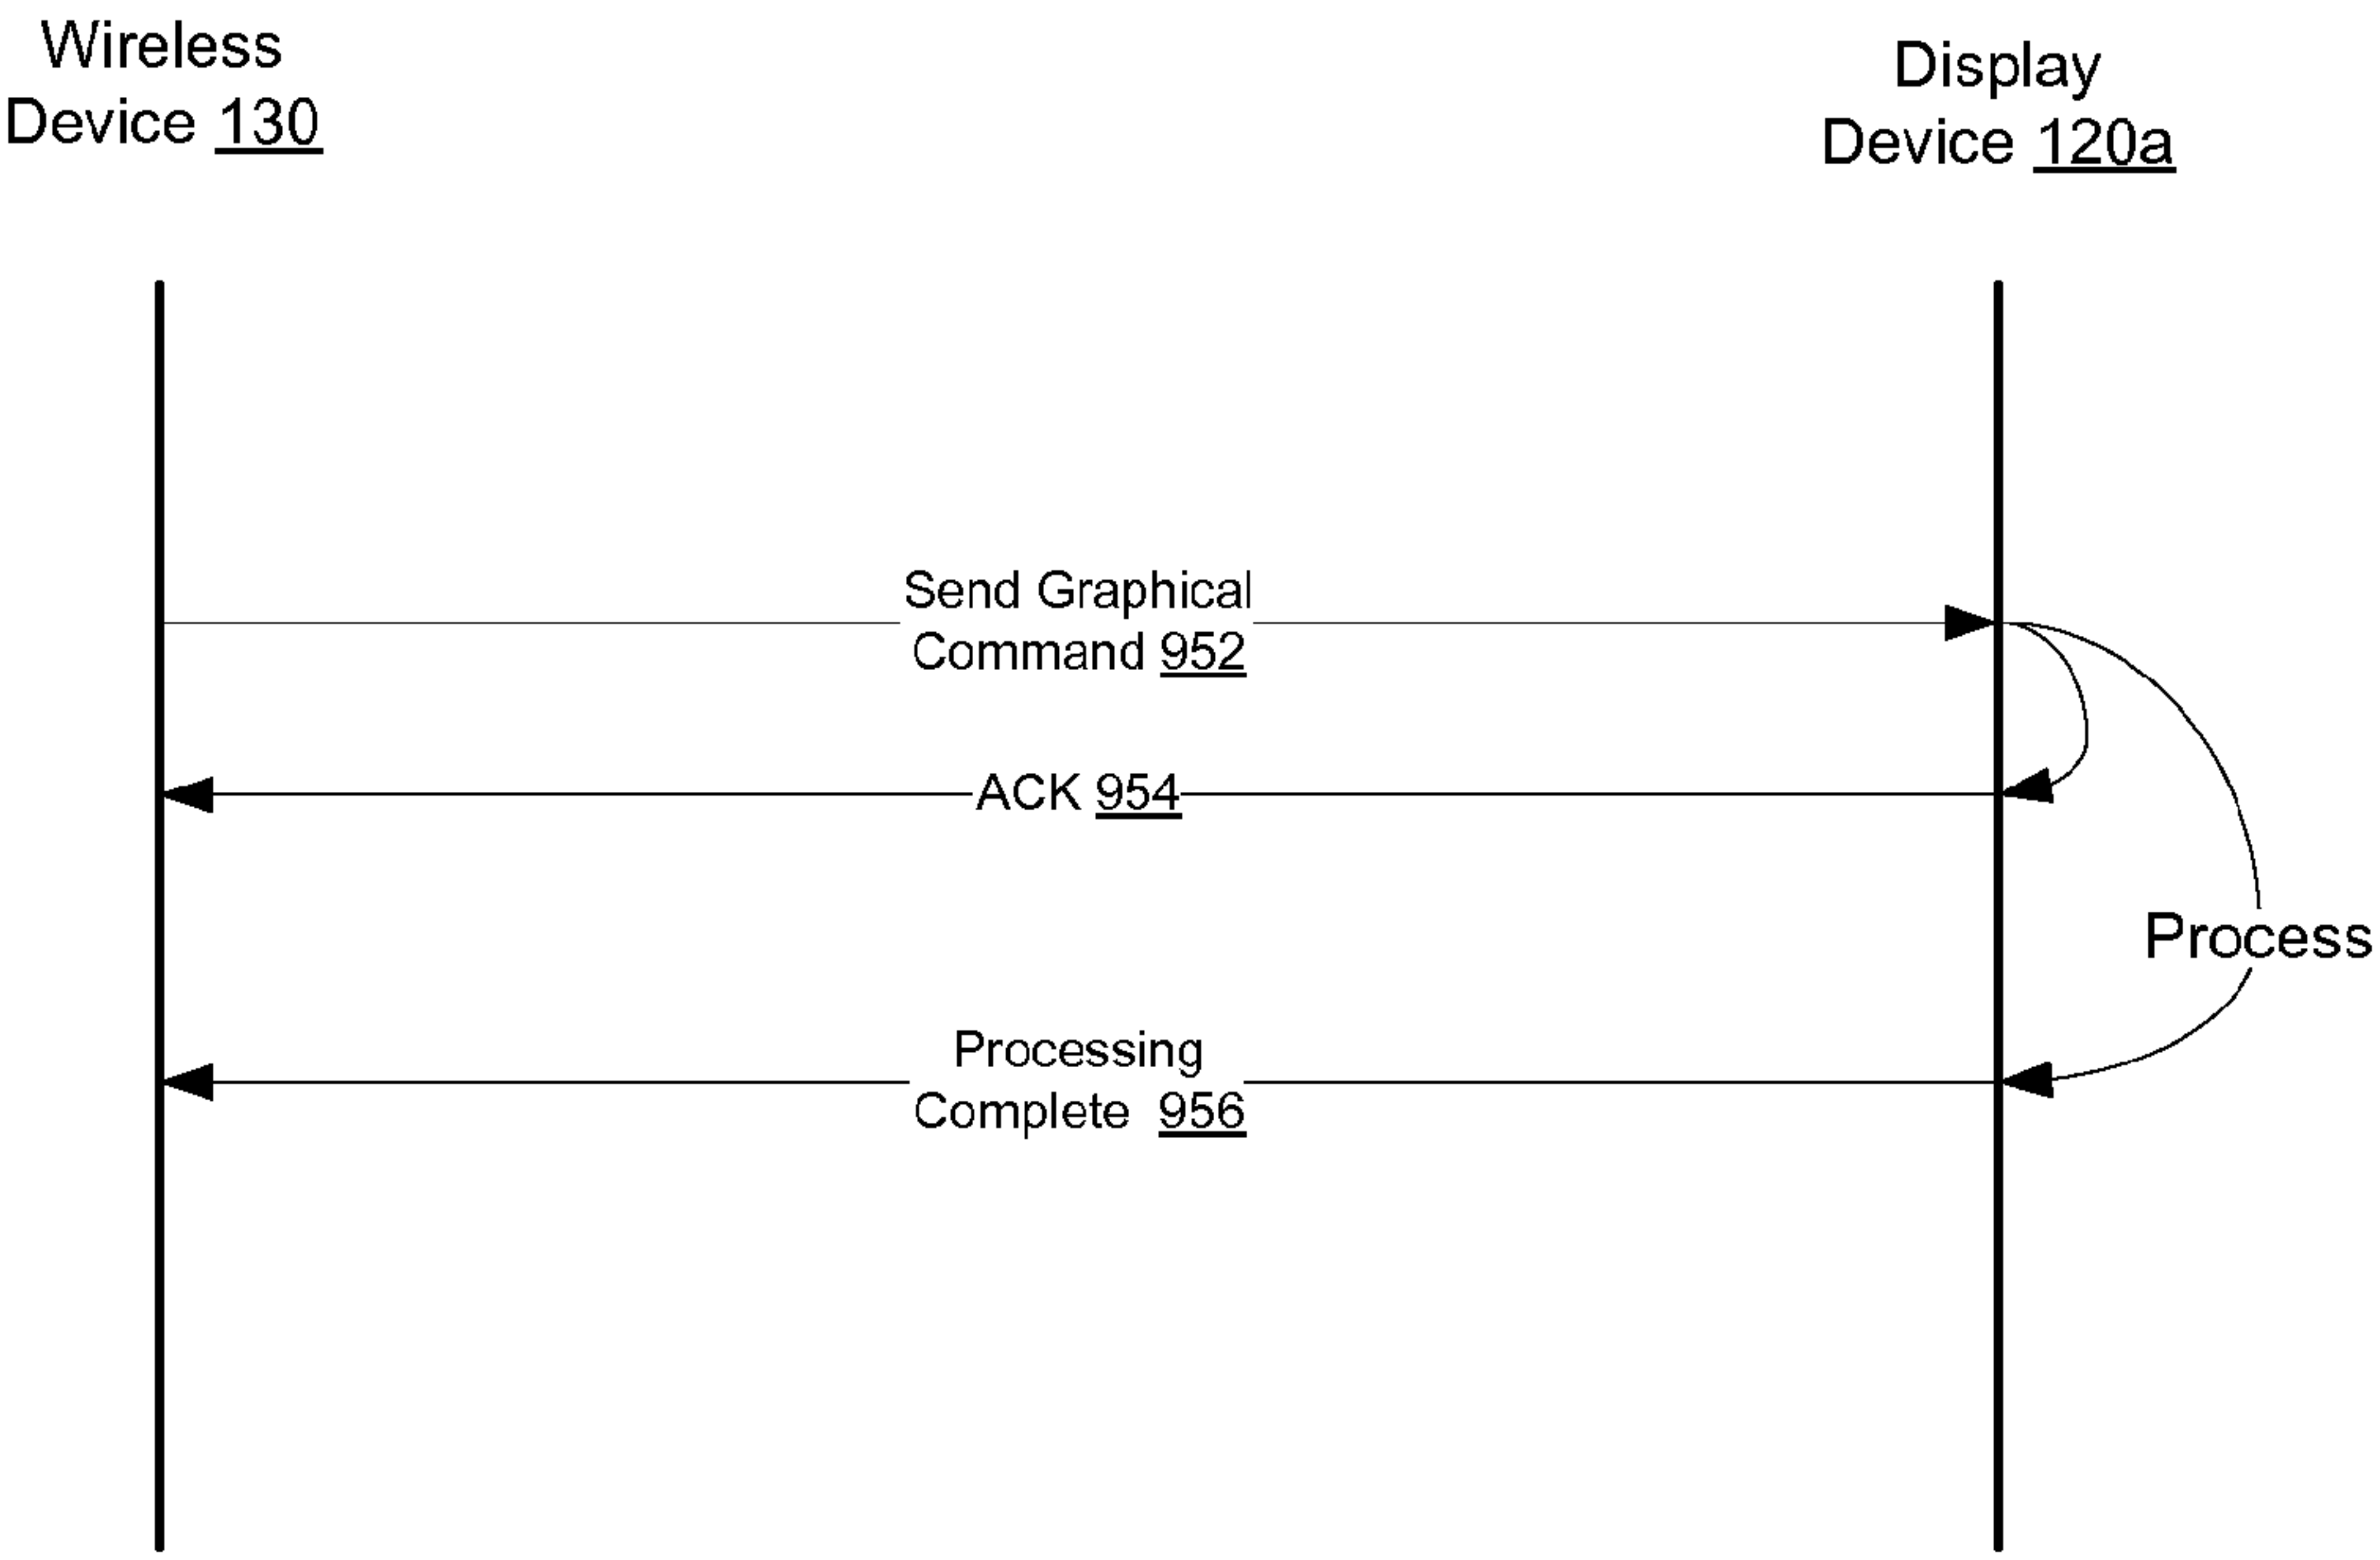 Wireless
Device 130
Display
Device 120a
Send Graphical
Command 952
ACK 954
Process
Processing
Complete 956